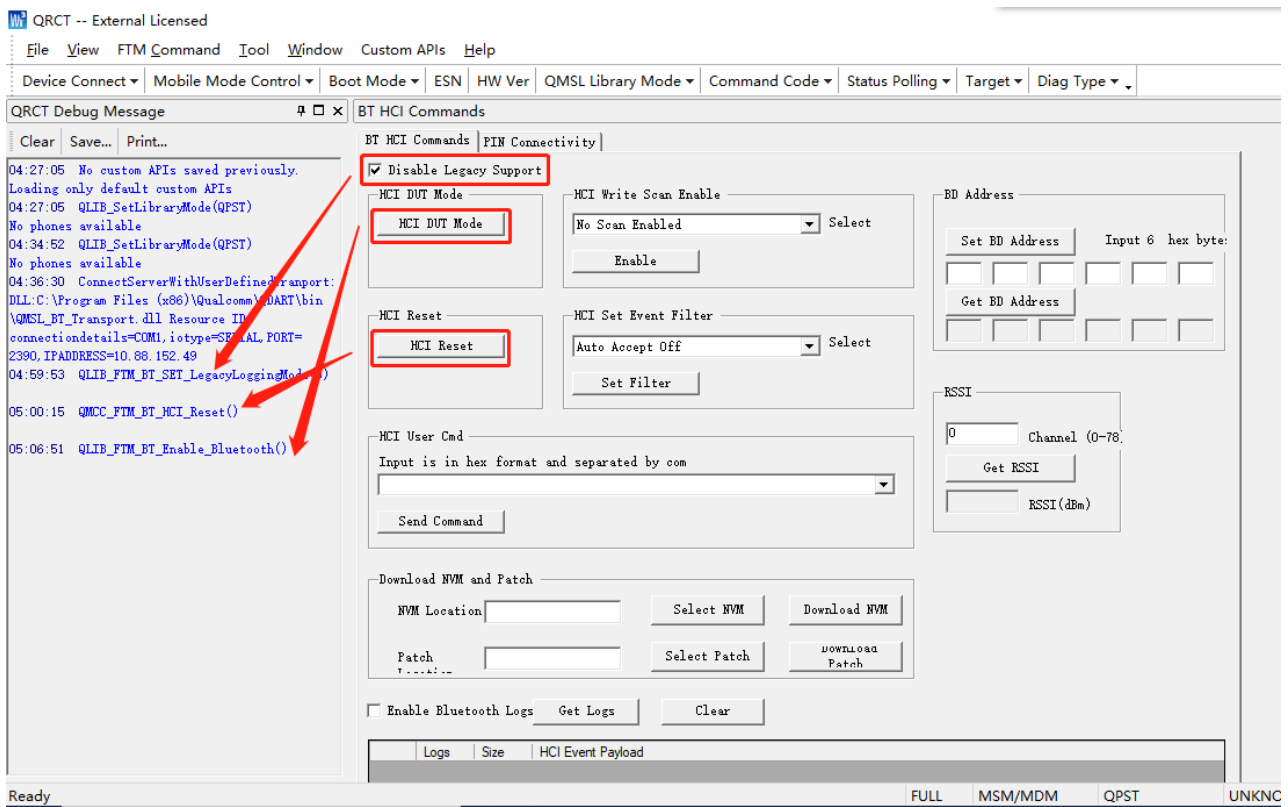 QRCT -- External Licensed
File View FTM Command Tool Window Custom APIs Help
Device Connect Mobile Mode Control Boot Mode ESN HW Ver QMSL Library Mode Command Code Status Polling Target Diag Type
QRCT Debug Message
Clear Save... Print...
04:27:05 No custom APIs saved previously.
Loading only default custom APIs
04:27:05 QLIB_SetLibraryMode(QPST)
No phones available
04:34:52 QLIB_SetLibraryMode(QPST)
No phones available
04:36:30 ConnectServerWithUserDefinedTranport:
DLL:C:\Program Files (x86)\Qualcomm\QDART\bin
\QMSL_BT_Transport.dll Resource ID
connectiondetails=COM1,iotype=SERIAL,PORT=
2390,IPADDRESS=10.88.152.49
04:59:53 QLIB_FTM_BT_SET_LegacyLoggingMode
05:00:15 QMCC_FTM_BT_HCI_Reset()
05:06:51 QLIB_FTM_BT_Enable_Bluetooth()
BT HCI Commands
BT HCI Commands PIN Connectivity
Disable Legacy Support
HCI DUT Mode
HCI DUT Mode
HCI Write Scan Enable
No Scan Enabled Select
Enable
BD Address
Set BD Address Input 6 hex byte:
Get BD Address
HCI Reset
HCI Reset
HCI Set Event Filter
Auto Accept Off Select
Set Filter
RSSI
0 Channel (0-78
Get RSSI
RSSI(dBm)
HCI User Cmd
Input is in hex format and separated by com
Send Command
Download NVM and Patch
NVM Location Select NVM Download NVM
Patch Select Patch Download
Location Patch
Enable Bluetooth Logs Get Logs Clear
Logs Size HCI Event Payload
Ready FULL MSM/MDM QPST UNKNO